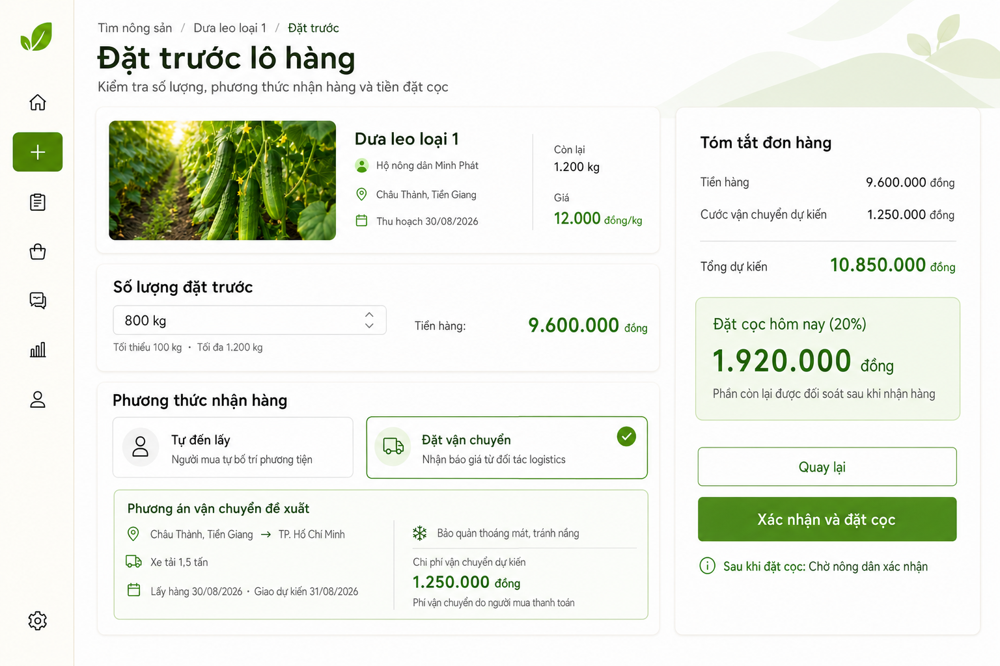 Tìm nông sản / Dưa leo loại 1 / Đặt trước
Đặt trước lô hàng
Kiểm tra số lượng, phương thức nhận hàng và tiền đặt cọc
Dưa leo loại 1
Hộ nông dân Minh Phát
Châu Thành, Tiền Giang
Thu hoạch 30/08/2026
Còn lại
1.200 kg
Giá
12.000 đồng/kg
Số lượng đặt trước
800 kg
Tối thiểu 100 kg • Tối đa 1.200 kg
Tiền hàng:
9.600.000 đồng
Phương thức nhận hàng
Tự đến lấy
Người mua tự bố trí phương tiện
Đặt vận chuyển
Nhận báo giá từ đối tác logistics
Phương án vận chuyển đề xuất
Châu Thành, Tiền Giang → TP. Hồ Chí Minh
Xe tải 1,5 tấn
Lấy hàng 30/08/2026 • Giao dự kiến 31/08/2026
Bảo quản thoáng mát, tránh nắng
Chi phí vận chuyển dự kiến
1.250.000 đồng
Phí vận chuyển do người mua thanh toán
Tóm tắt đơn hàng
Tiền hàng 9.600.000 đồng
Cước vận chuyển dự kiến 1.250.000 đồng
Tổng dự kiến 10.850.000 đồng
Đặt cọc hôm nay (20%)
1.920.000 đồng
Phần còn lại được đối soát sau khi nhận hàng
Quay lại
Xác nhận và đặt cọc
Sau khi đặt cọc: Chờ nông dân xác nhận